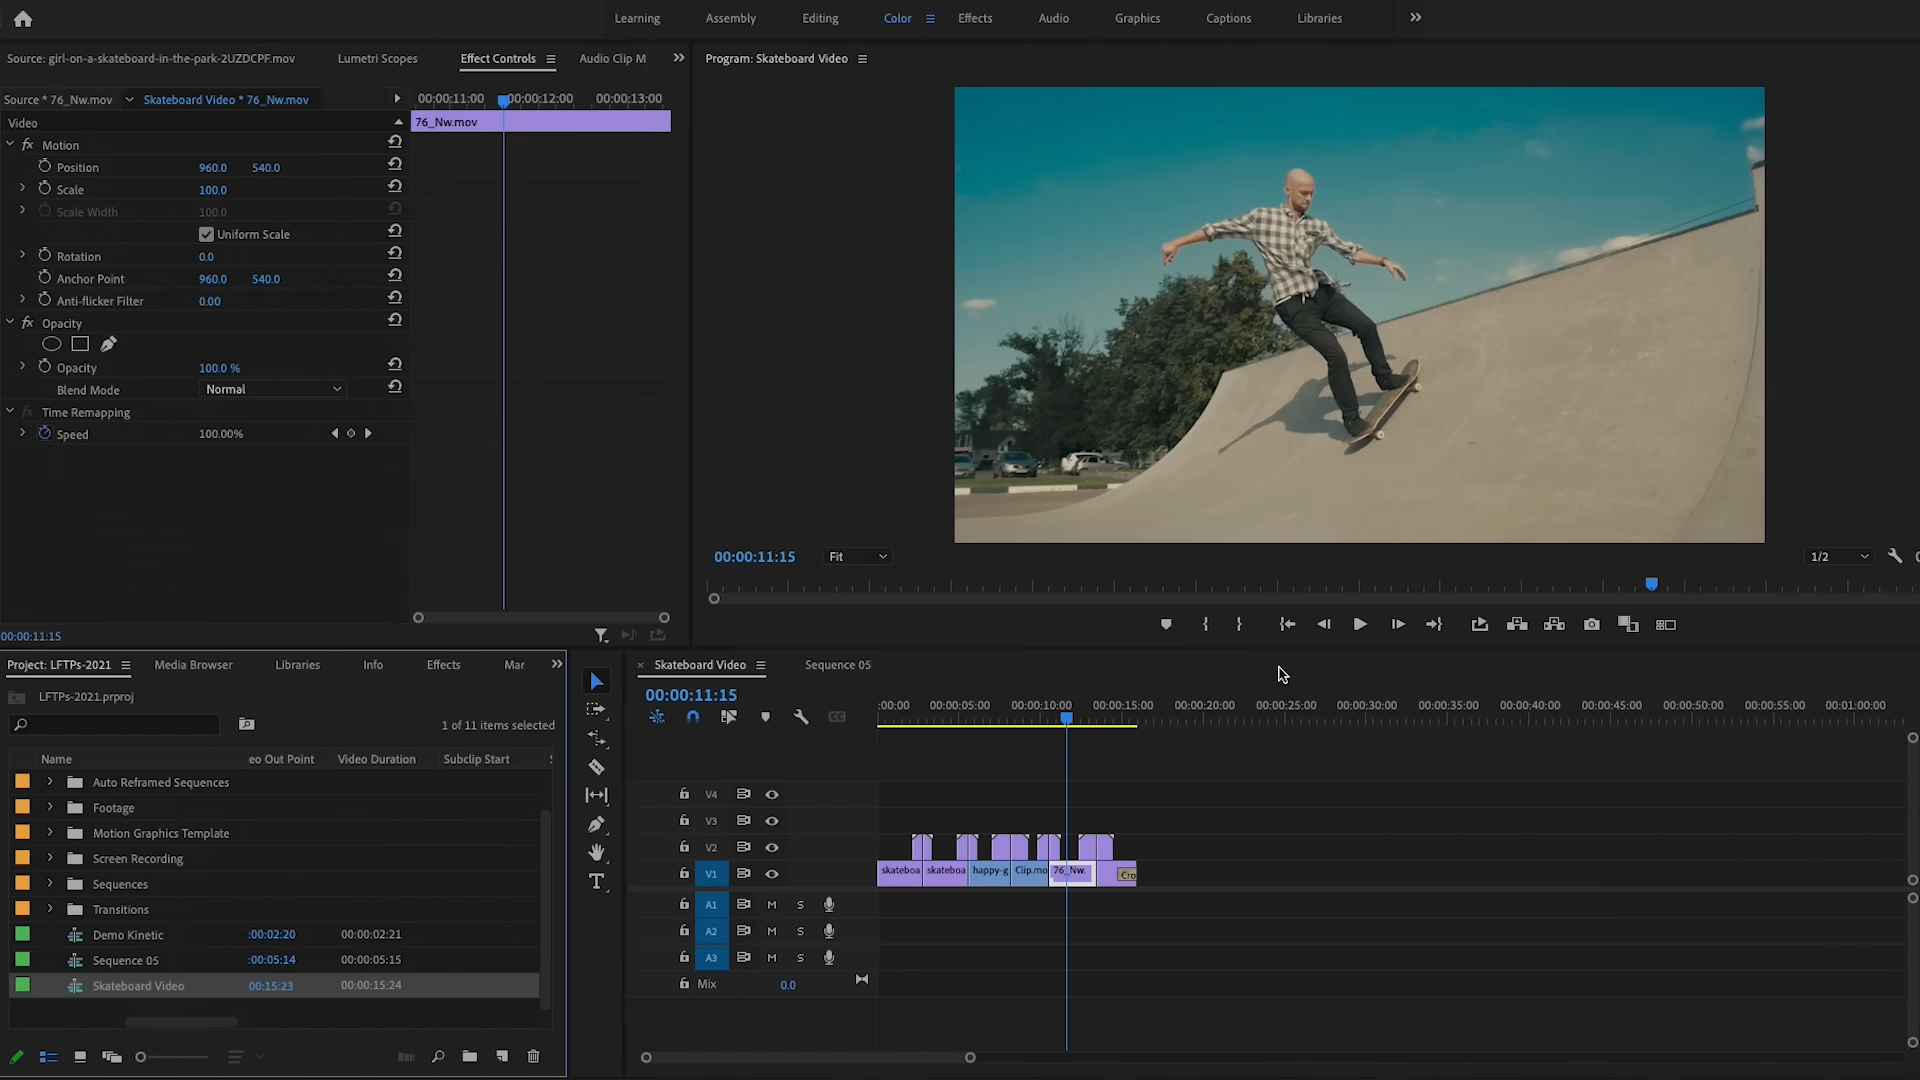 Learning Assembly Editing Color Effects Audio Graphics Captions Libraries
Source: girl-on-a-skateboard-in-the-park-2UZDCPF.mov Lumetri Scopes Effect Controls Audio Clip M
Program: Skateboard Video
Source * 76_Nw.mov Skateboard Video * 76_Nw.mov
00:00:11:00 00:00:12:00 00:00:13:00
Video
76_Nw.mov
fx Motion
Position 960.0 540.0
Scale 100.0
Scale Width 100.0
Uniform Scale
Rotation 0.0
Anchor Point 960.0 540.0
Anti-flicker Filter 0.00
fx Opacity
Opacity 100.0 %
Blend Mode Normal
fx Time Remapping
Speed 100.00%
00:00:11:15 Fit 1/2
00:00:11:15
Project: LFTPs-2021 Media Browser Libraries Info Effects Mar
LFTPs-2021.prproj
1 of 11 items selected
Name eo Out Point Video Duration Subclip Start
Auto Reframed Sequences
Footage
Motion Graphics Template
Screen Recording
Sequences
Transitions
Demo Kinetic :00:02:20 00:00:02:21
Sequence 05 :00:05:14 00:00:05:15
Skateboard Video 00:15:23 00:00:15:24
Skateboard Video Sequence 05
00:00:11:15
:00:00 00:00:05:00 00:00:10:00 00:00:15:00 00:00:20:00 00:00:25:00 00:00:30:00 00:00:35:00 00:00:40:00 00:00:45:00 00:00:50:00 00:00:55:00 00:01:00:00
CC
V4
V3
V2
V1
skateboa skateboa happy-g Clip.mo 76_Nw. Cro
A1 M S
A2 M S
A3 M S
Mix 0.0